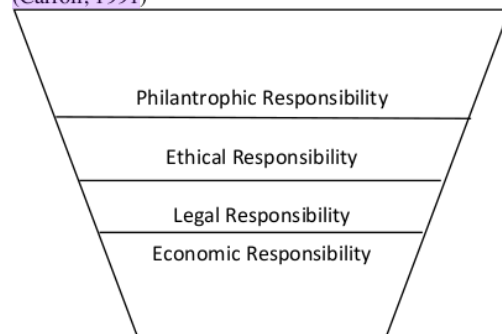 (Carroll, 1991)
Philantrophic Responsibility
Ethical Responsibility
Legal Responsibility
Economic Responsibility